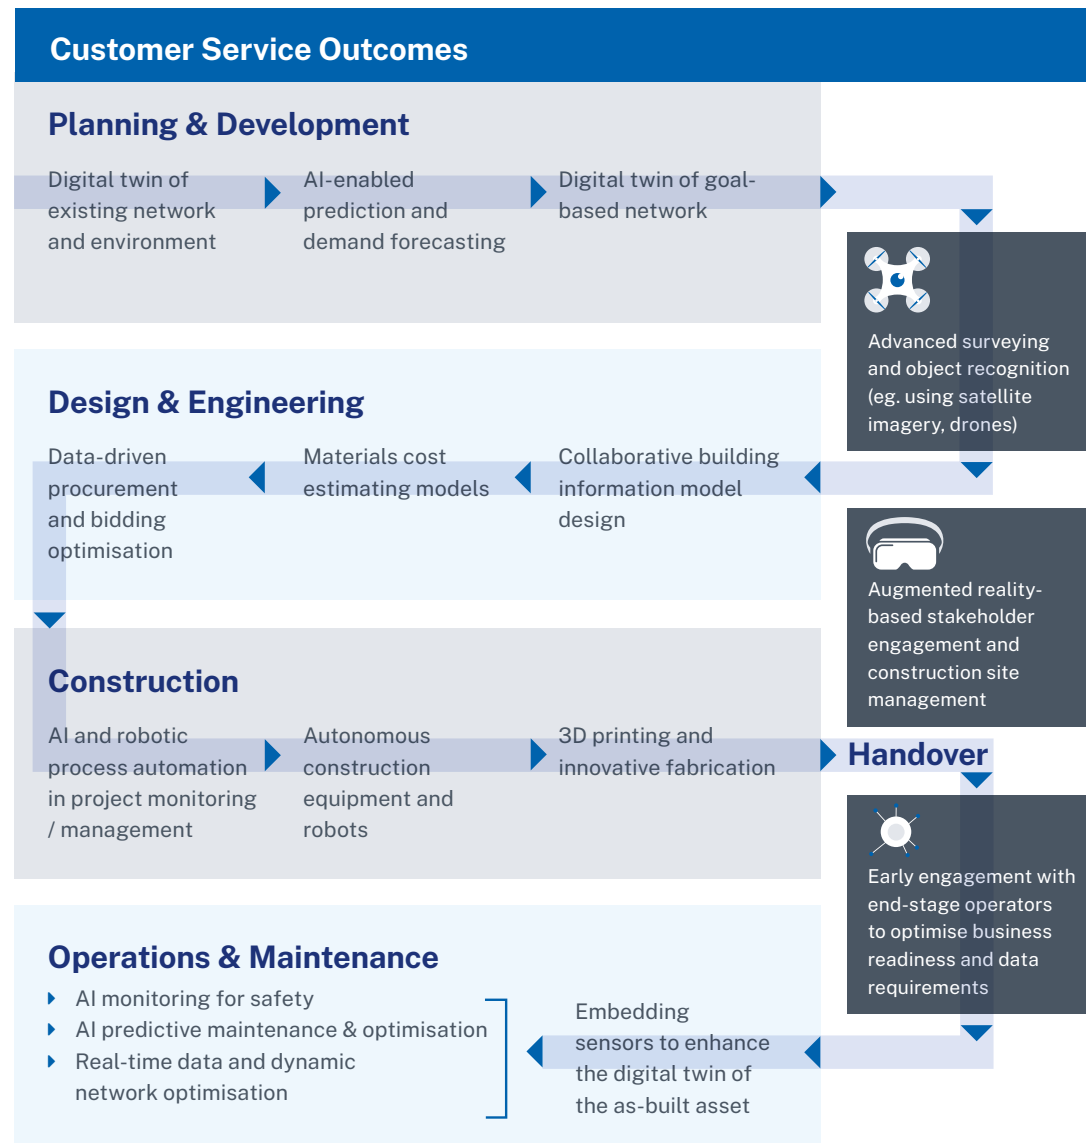 Customer Service Outcomes
Planning & Development
Digital twin of
existing network
and environment
AI-enabled
prediction and
demand forecasting
Digital twin of goal-
based network
Advanced surveying
and object recognition
(eg. using satellite
imagery, drones)
Design & Engineering
Collaborative building
information model
design
Materials cost
estimating models
Data-driven
procurement
and bidding
optimisation
Augmented reality-
based stakeholder
engagement and
construction site
management
Construction
AI and robotic
process automation
in project monitoring
/ management
Autonomous
construction
equipment and
robots
3D printing and
innovative fabrication
Handover
Early engagement with
end-stage operators
to optimise business
readiness and data
requirements
Operations & Maintenance
Embedding
sensors to enhance
the digital twin of
the as-built asset
AI monitoring for safety
AI predictive maintenance & optimisation
Real-time data and dynamic
network optimisation